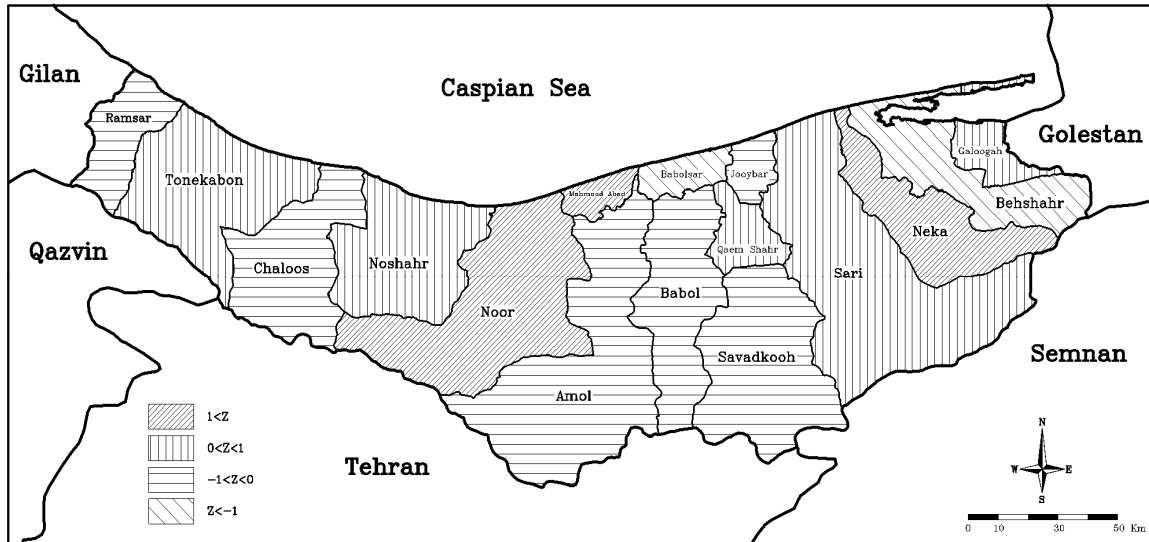 Gilan
Caspian Sea
Golestan
Ramsar
Tonekabon
Galoogah
Babolsar
Jooybar
Mahmood Abad
Behshahr
Neka
Qazvin
Qaem Shahr
Chaloos
Noshahr
Sari
Babol
Noor
Savadkooh
Semnan
Amol
Tehran
1<Z
0<Z<1
-1<Z<0
Z<-1
N
W E
S
0 10 30 50 Km